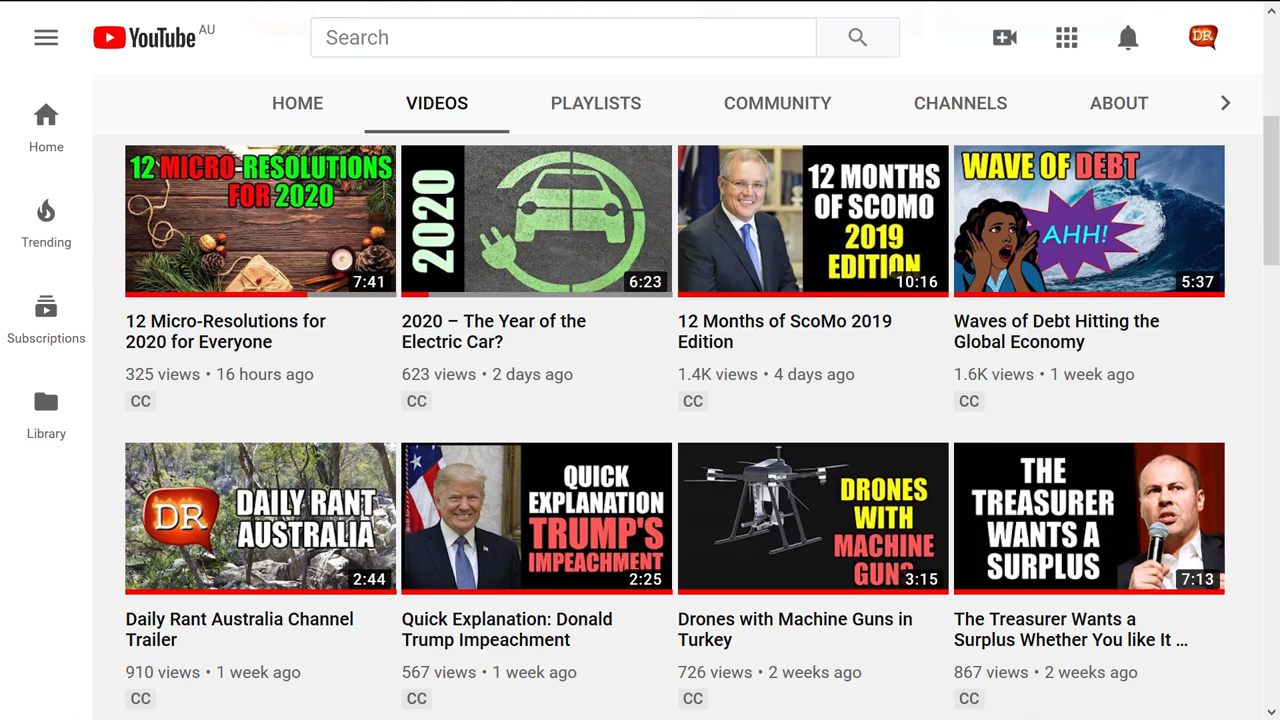 YouTube AU
Search
DR
HOME
VIDEOS
PLAYLISTS
COMMUNITY
CHANNELS
ABOUT
Home
Trending
Subscriptions
Library
12 MICRO-RESOLUTIONS
FOR 2020
7:41
2020
6:23
12 MONTHS
OF SCOMO
2019
EDITION
10:16
WAVE OF DEBT
AHH!
5:37
12 Micro-Resolutions for
2020 for Everyone
325 views • 16 hours ago
CC
2020 – The Year of the
Electric Car?
623 views • 2 days ago
CC
12 Months of ScoMo 2019
Edition
1.4K views • 4 days ago
CC
Waves of Debt Hitting the
Global Economy
1.6K views • 1 week ago
CC
DR
DAILY RANT
AUSTRALIA
2:44
QUICK
EXPLANATION
TRUMP'S
IMPEACHMENT
2:25
DRONES
WITH
MACHINE
GUNS
3:15
THE
TREASURER
WANTS A
SURPLUS
7:13
Daily Rant Australia Channel
Trailer
910 views • 1 week ago
CC
Quick Explanation: Donald
Trump Impeachment
567 views • 1 week ago
CC
Drones with Machine Guns in
Turkey
726 views • 2 weeks ago
CC
The Treasurer Wants a
Surplus Whether You like It ...
867 views • 2 weeks ago
CC